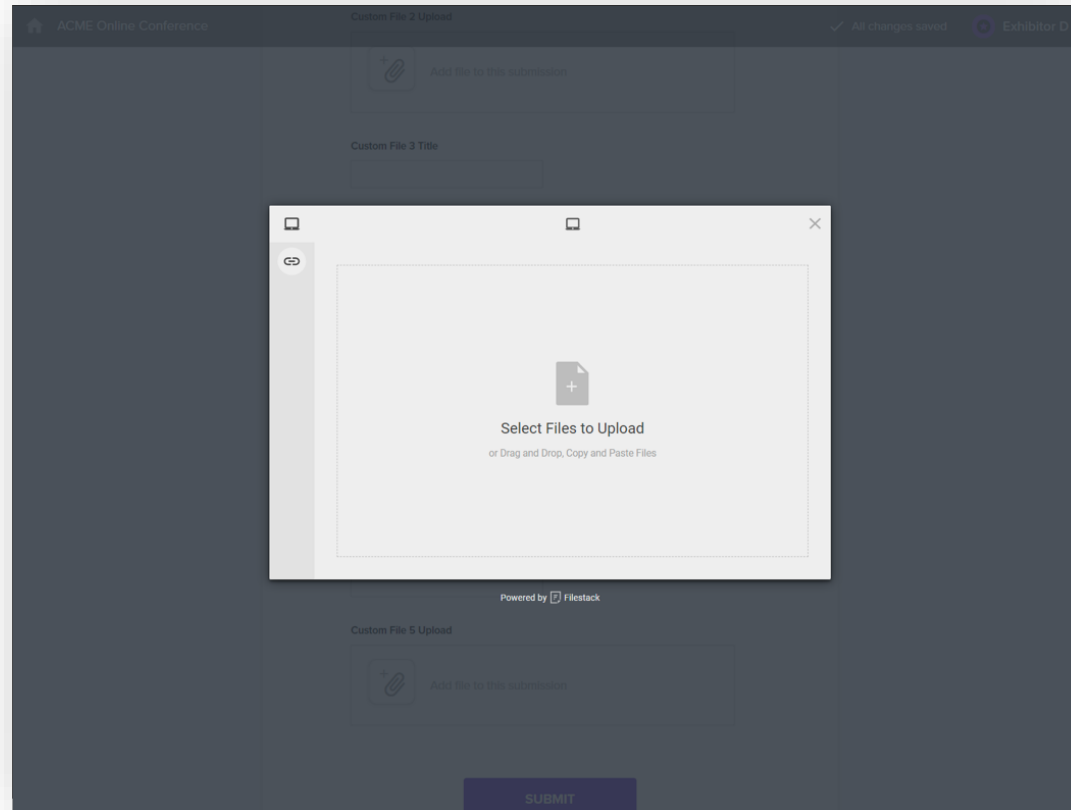 ACME Online Conference
All changes saved
Exhibitor D
Custom File 2 Upload
Add file to this submission
Custom File 3 Title
Select Files to Upload
or Drag and Drop, Copy and Paste Files
Powered by Filestack
Custom File 5 Upload
Add file to this submission
SUBMIT